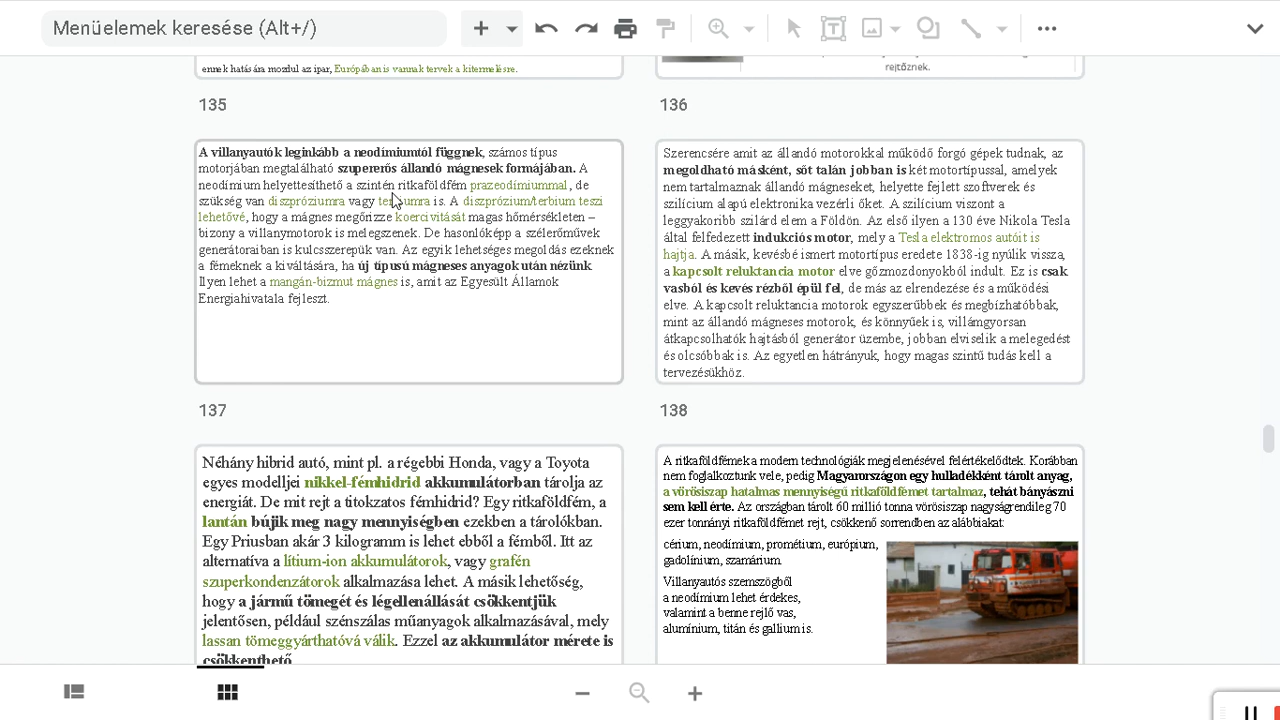 Menüelemek keresése (Alt+/)
ennek hatására mozdul az ipar, Európában is vannak tervek a kitermelésre.
rejtőznek.
135
136
A villanyautók leginkább a neodímiumtól függnek, számos típus
motorjában megtalálható szupererős állandó mágnesek formájában. A
neodímium helyettesíthető a szintén ritkaföldfém prazeodímiummal, de
szükség van diszpróziumra vagy terbiumra is. A diszprózium/terbium teszi
lehetővé, hogy a mágnes megőrizze koercivitását magas hőmérsékleten –
bizony a villanymotorok is melegszenek. De hasonlóképp a szélerőművek
generátoraiban is kulcsszerepük van. Az egyik lehetséges megoldás ezeknek
a fémeknek a kiváltására, ha új típusú mágneses anyagok után nézünk.
Ilyen lehet a mangán-bizmut mágnes is, amit az Egyesült Államok
Energiahivatala fejleszt.
Szerencsére amit az állandó motorokkal működő forgó gépek tudnak, az
megoldható másként, sőt talán jobban is két motortípussal, amelyek
nem tartalmaznak állandó mágneseket, helyette fejlett szoftverek és
szilícium alapú elektronika vezérli őket. A szilícium viszont a
leggyakoribb szilárd elem a Földön. Az első ilyen a 130 éve Nikola Tesla
által felfedezett indukciós motor, mely a Tesla elektromos autóit is
hajtja. A másik, kevésbé ismert motortípus eredete 1838-ig nyúlik vissza,
a kapcsolt reluktancia motor elve gőzmozdonyokból indult. Ez is csak
vasból és kevés rézből épül fel, de más az elrendezése és a működési
elve. A kapcsolt reluktancia motorok egyszerűbbek és megbízhatóbbak,
mint az állandó mágneses motorok, és könnyűek is, villámgyorsan
átkapcsolhatók hajtásból generátor üzembe, jobban elviselik a melegedést
és olcsóbbak is. Az egyetlen hátrányuk, hogy magas szintű tudás kell a
tervezésükhöz.
137
138
Néhány hibrid autó, mint pl. a régebbi Honda, vagy a Toyota
egyes modelljei nikkel-fémhidrid akkumulátorban tárolja az
energiát. De mit rejt a titokzatos fémhidrid? Egy ritkaföldfém, a
lantán bújik meg nagy mennyiségben ezekben a tárolókban.
Egy Priusban akár 3 kilogramm is lehet ebből a fémből. Itt az
alternatíva a lítium-ion akkumulátorok, vagy grafén
szuperkondenzátorok alkalmazása lehet. A másik lehetőség,
hogy a jármű tömegét és légellenállását csökkentjük
jelentősen, például szénszálas műanyagok alkalmazásával, mely
lassan tömeggyárthatóvá válik. Ezzel az akkumulátor mérete is
csökkenthető
A ritkaföldfémek a modern technológiák megjelenésével felértékelődtek. Korábban
nem foglalkoztunk vele, pedig Magyarországon egy hulladékként tárolt anyag,
a vörösiszap hatalmas mennyiségű ritkaföldfémet tartalmaz, tehát bányászni
sem kell érte. Az országban tárolt 60 millió tonna vörösiszap nagyságrendileg 70
ezer tonnányi ritkaföldfémet rejt, csökkenő sorrendben az alábbiakat:
cérium, neodímium, prométium, európium,
gadolínium, szamárium.
Villanyautós szemszögből
a neodímium lehet érdekes,
valamint a benne rejlő vas,
alumínium, titán és gallium is.